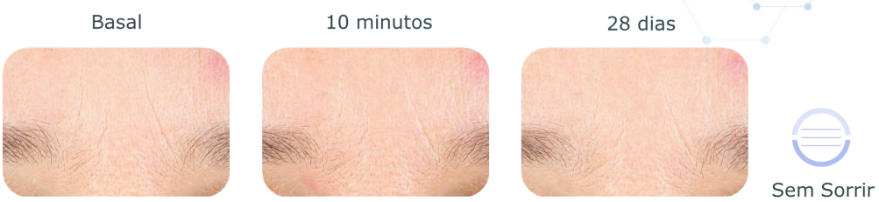 Basal
10 minutos
28 dias
Sem Sorrir